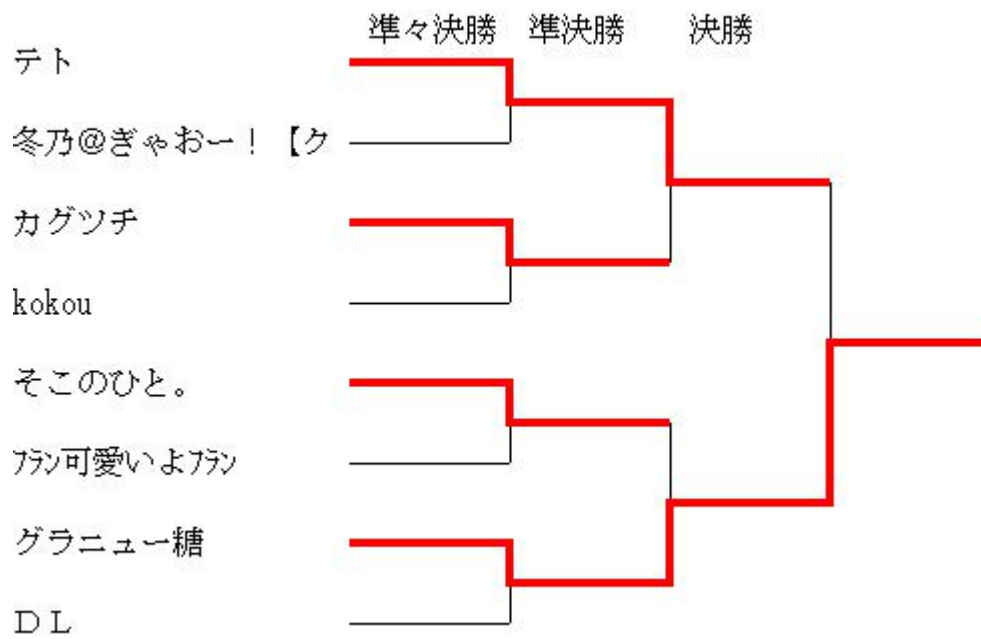 準々決勝 準決勝 決勝
テト
冬乃@ぎゃおー！【ク
カグツチ
kokou
そこのひと。
ﾌﾗﾝ可愛いよﾌﾗﾝ
グラニュー糖
ＤＬ